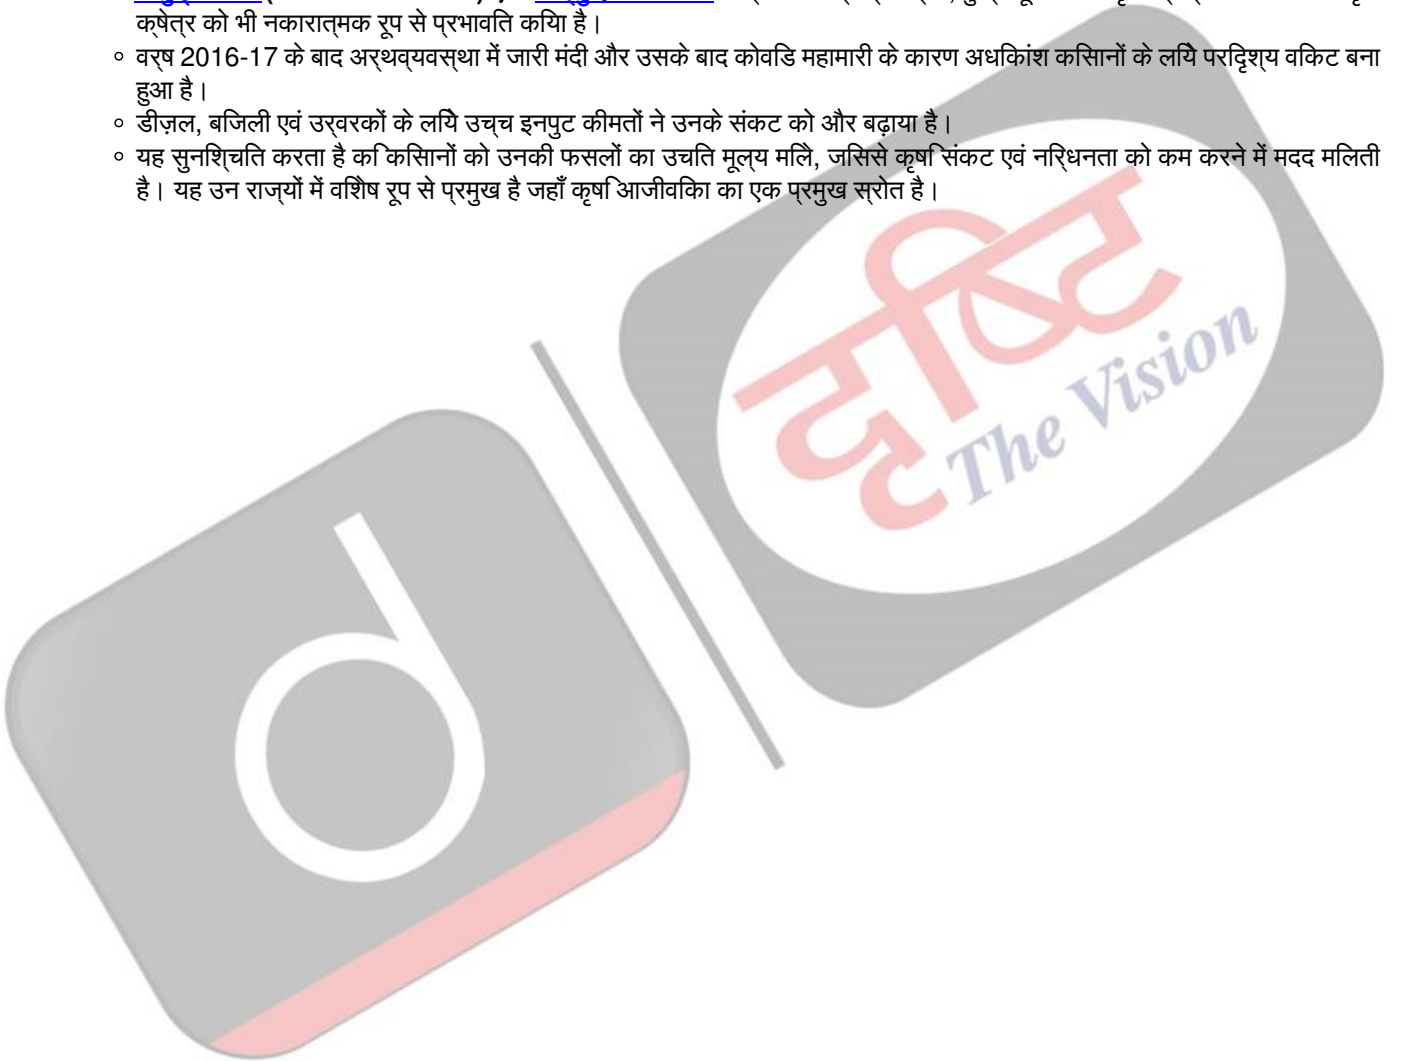 क्षेत्र को भी नकारात्मक रूप से प्रभावित किया है।
वर्ष 2016-17 के बाद अर्थव्यवस्था में जारी मंदी और उसके बाद कोविड महामारी के कारण अधिकांश किसानों के लिये परिदृश्य विकट बना
हुआ है।
डीज़ल, बिजली एवं उर्वरकों के लिये उच्च इनपुट कीमतों ने उनके संकट को और बढ़ाया है।
यह सुनिश्चित करता है कि किसानों को उनकी फसलों का उचित मूल्य मिले, जिससे कृषि संकट एवं निर्धनता को कम करने में मदद मिलती
है। यह उन राज्यों में विशेष रूप से प्रमुख है जहाँ कृषि आजीविका का एक प्रमुख स्रोत है।
दृष्टि
The Vision
d